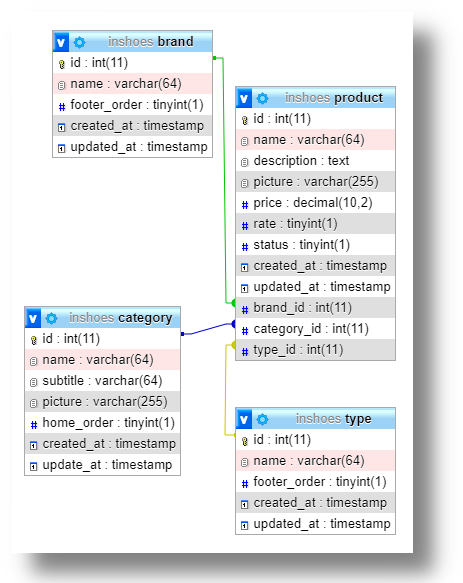 inshoes brand
id : int(11)
name : varchar(64)
footer_order : tinyint(1)
created_at : timestamp
updated_at : timestamp
inshoes product
id : int(11)
name : varchar(64)
description : text
picture : varchar(255)
price : decimal(10,2)
rate : tinyint(1)
status : tinyint(1)
created_at : timestamp
updated_at : timestamp
brand_id : int(11)
category_id : int(11)
type_id : int(11)
inshoes category
id : int(11)
name : varchar(64)
subtitle : varchar(64)
picture : varchar(255)
home_order : tinyint(1)
created_at : timestamp
update_at : timestamp
inshoes type
id : int(11)
name : varchar(64)
footer_order : tinyint(1)
created_at : timestamp
updated_at : timestamp